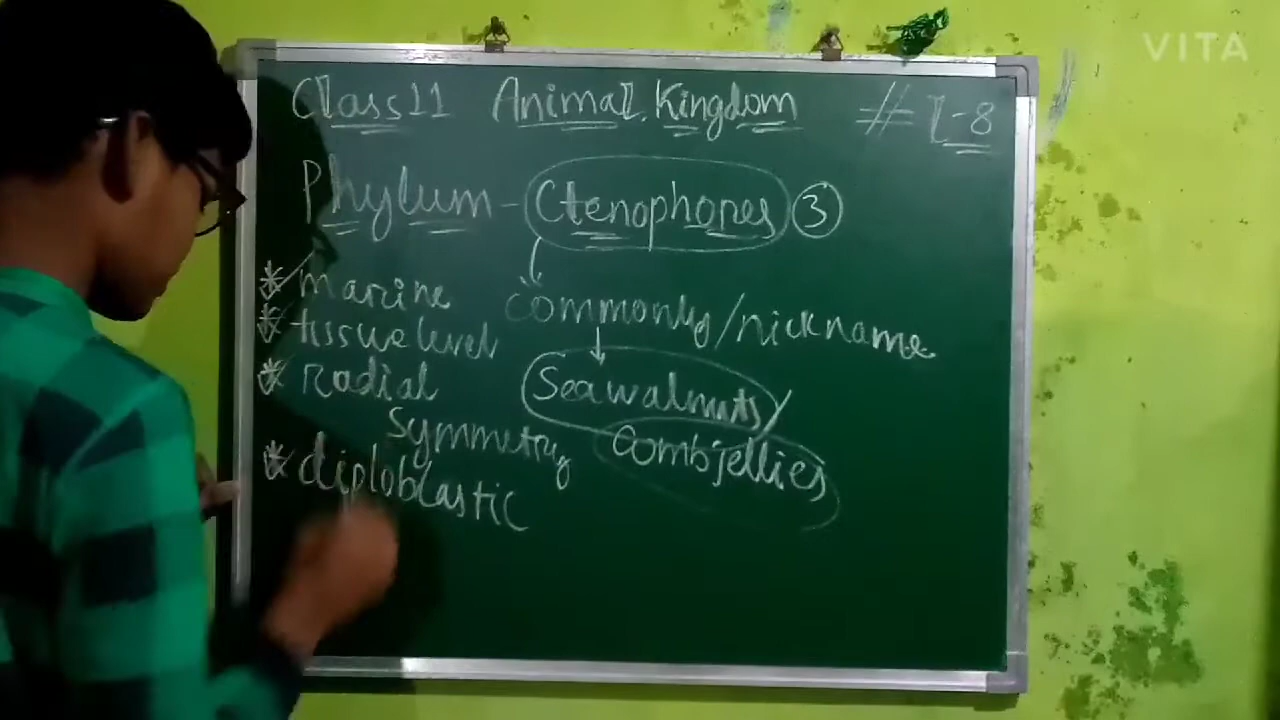 VITA
Class 11 Animal Kingdom # L-8
Phylum - Ctenophores 3
* marine
commonly/nickname
* tissue level
* Radial
Symmetry
Seawalnuts/
Combjellies
* diploblastic